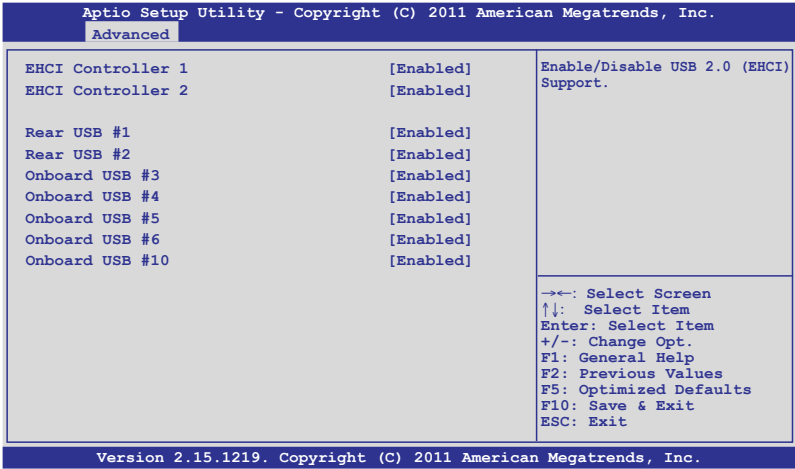 Aptio Setup Utility - Copyright (C) 2011 American Megatrends, Inc.
Advanced
EHCI Controller 1 [Enabled]
EHCI Controller 2 [Enabled]
Rear USB #1 [Enabled]
Rear USB #2 [Enabled]
Onboard USB #3 [Enabled]
Onboard USB #4 [Enabled]
Onboard USB #5 [Enabled]
Onboard USB #6 [Enabled]
Onboard USB #10 [Enabled]
Enable/Disable USB 2.0 (EHCI)
Support.
→←: Select Screen
↑↓: Select Item
Enter: Select Item
+/-: Change Opt.
F1: General Help
F2: Previous Values
F5: Optimized Defaults
F10: Save & Exit
ESC: Exit
Version 2.15.1219. Copyright (C) 2011 American Megatrends, Inc.